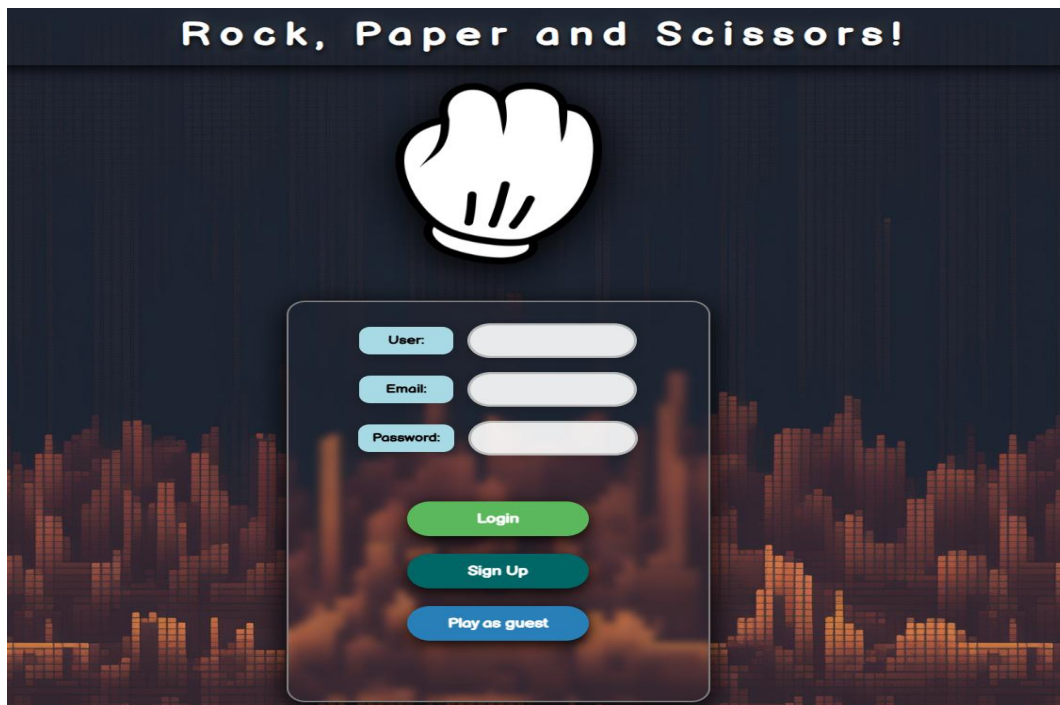 Rock, Paper and Scissors!
User:
Email:
Password:
Login
Sign Up
Play as guest